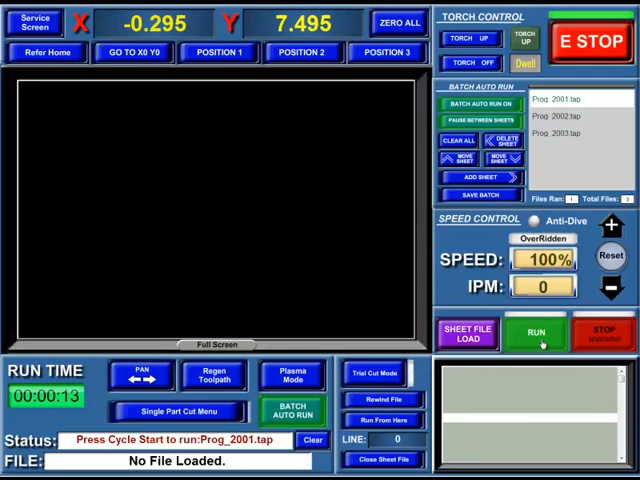 Service Screen
X -0.295 Y 7.495
ZERO ALL
Refer Home
GO TO X0 Y0
POSITION 1
POSITION 2
POSITION 3
TORCH CONTROL
TORCH UP
TORCH UP
E STOP
TORCH OFF
Dwell
BATCH AUTO RUN
BATCH AUTO RUN ON
PAUSE BETWEEN SHEETS
CLEAR ALL
DELETE SHEET
MOVE SHEET
MOVE SHEET
ADD SHEET
SAVE BATCH
Prog_2001.tap
Prog_2002.tap
Prog_2003.tap
Files Ran: 1 Total Files: 3
SPEED CONTROL
Anti-Dive
OverRidden
SPEED: 100%
Reset
IPM: 0
SHEET FILE LOAD
RUN
STOP
spacebar
Full Screen
RUN TIME
00:00:13
PAN
Regen Toolpath
Plasma Mode
Single Part Cut Menu
BATCH AUTO RUN
Status: Press Cycle Start to run:Prog_2001.tap
Clear
FILE: No File Loaded.
Trial Cut Mode
Rewind File
Run From Here
LINE: 0
Close Sheet File